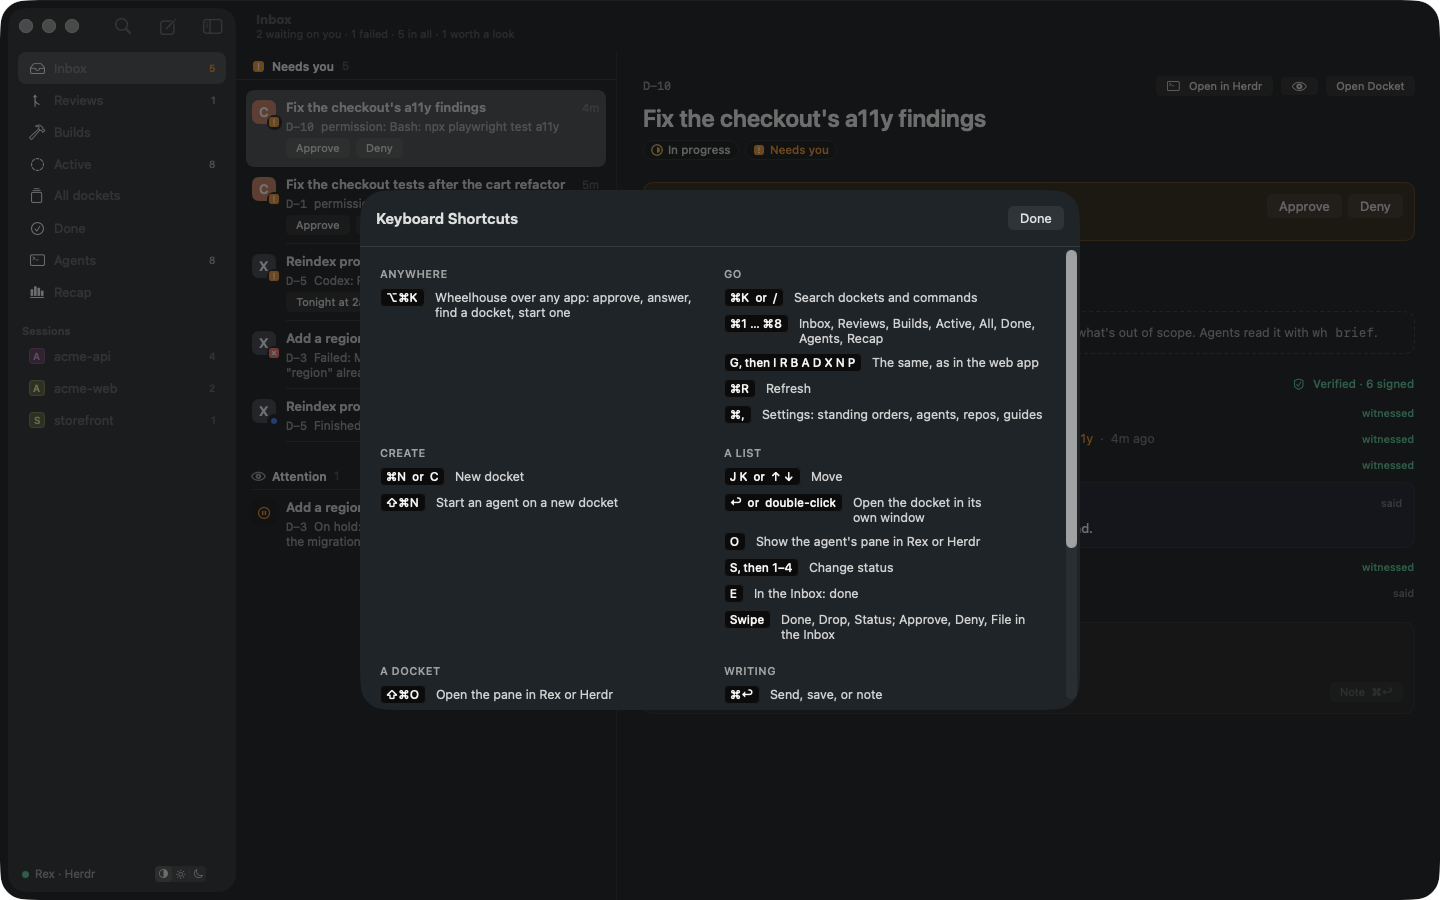 Inbox
2 waiting on you · 1 failed · 5 in all · 1 worth a look
Inbox 5
Reviews 1
Builds
Active 8
All dockets
Done
Agents 8
Recap
Sessions
A acme-api 4
A acme-web 2
S storefront 1
Rex · Herdr
Needs you 5
C Fix the checkout's a11y findings 4m
D-10 permission: Bash: npx playwright test a11y
Approve Deny
C Fix the checkout tests after the cart refactor 5m
D-1 permissi
Approve
X Reindex pro
D-5 Codex:
Tonight at 2
Add a region
X D-3 Failed:
"region" alrea
Reindex pro
X D-5 Finished
Attention 1
Add a region
D-3 On hold:
the migration
D-10
Open in Herdr Open Docket
Fix the checkout's a11y findings
In progress Needs you
Approve Deny
what's out of scope. Agents read it with wh brief.
Verified · 6 signed
witnessed
1y · 4m ago witnessed
witnessed
said
d.
witnessed
said
Note ⌘↩
Keyboard Shortcuts
Done
ANYWHERE
⌥⌘K Wheelhouse over any app: approve, answer,
find a docket, start one
GO
⌘K or / Search dockets and commands
⌘1 … ⌘8 Inbox, Reviews, Builds, Active, All, Done,
Agents, Recap
G, then I R B A D X N P The same, as in the web app
⌘R Refresh
⌘, Settings: standing orders, agents, repos, guides
CREATE
⌘N or C New docket
⇧⌘N Start an agent on a new docket
A LIST
J K or ↑ ↓ Move
↩ or double-click Open the docket in its
own window
O Show the agent's pane in Rex or Herdr
S, then 1–4 Change status
E In the Inbox: done
Swipe Done, Drop, Status; Approve, Deny, File in
the Inbox
A DOCKET
⇧⌘O Open the pane in Rex or Herdr
WRITING
⌘↩ Send, save, or note